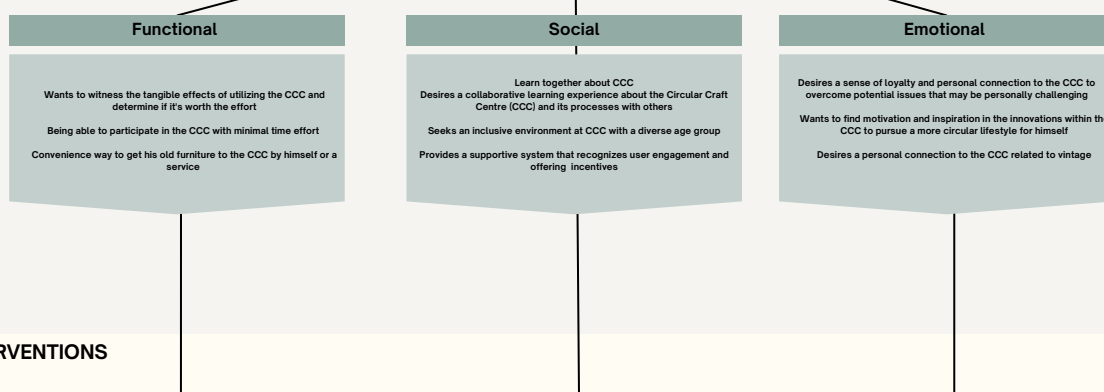 Functional
Social
Emotional
Wants to witness the tangible effects of utilizing the CCC and
determine if it's worth the effort
Being able to participate in the CCC with minimal time effort
Convenience way to get his old furniture to the CCC by himself or a
service
Learn together about CCC
Desires a collaborative learning experience about the Circular Craft
Centre (CCC) and its processes with others
Seeks an inclusive environment at CCC with a diverse age group
Provides a supportive system that recognizes user engagement and
offering incentives
Desires a sense of loyalty and personal connection to the CCC to
overcome potential issues that may be personally challenging
Wants to find motivation and inspiration in the innovations within the
CCC to pursue a more circular lifestyle for himself
Desires a personal connection to the CCC related to vintage
RVENTIONS